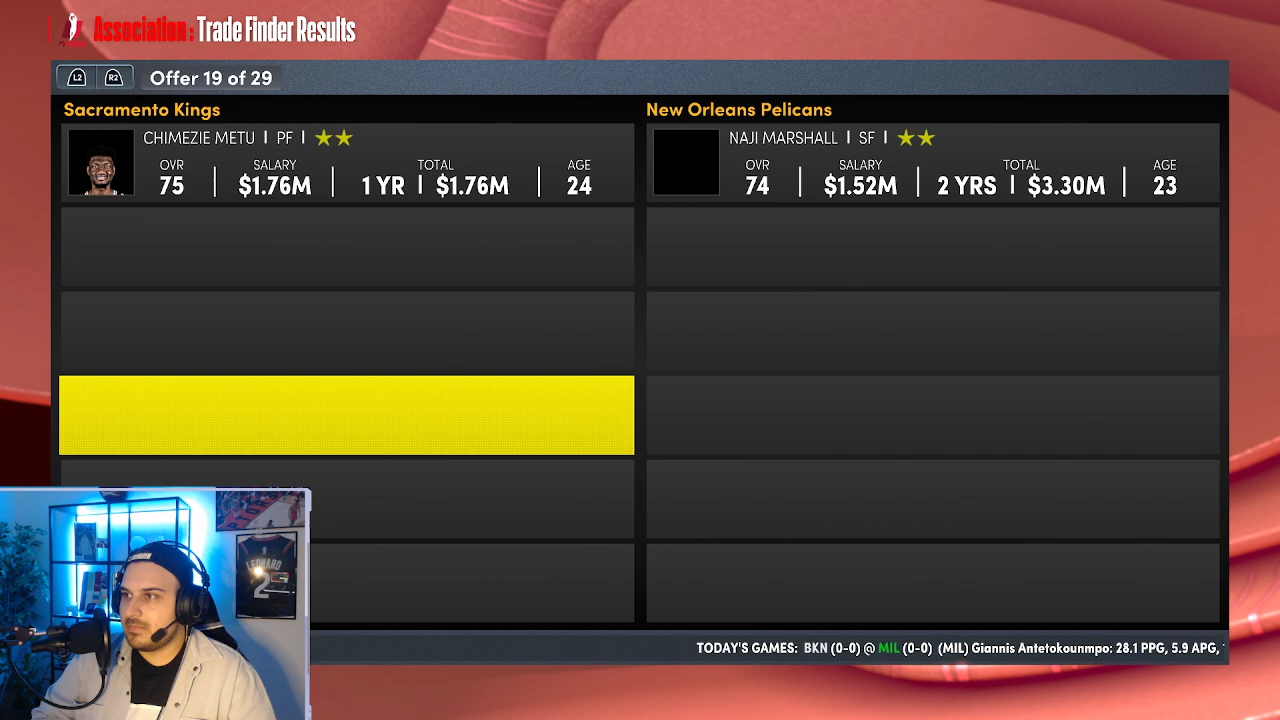 Association : Trade Finder Results
L2 R2 Offer 19 of 29
Sacramento Kings
CHIMEZIE METU | PF |
OVR SALARY TOTAL AGE
75 $1.76M 1 YR | $1.76M 24
New Orleans Pelicans
NAJI MARSHALL | SF |
OVR SALARY TOTAL AGE
74 $1.52M 2 YRS | $3.30M 23
LEONARD
2
TODAY'S GAMES: BKN (0-0) @ MIL (0-0) (MIL) Giannis Antetokounmpo: 28.1 PPG, 5.9 APG,